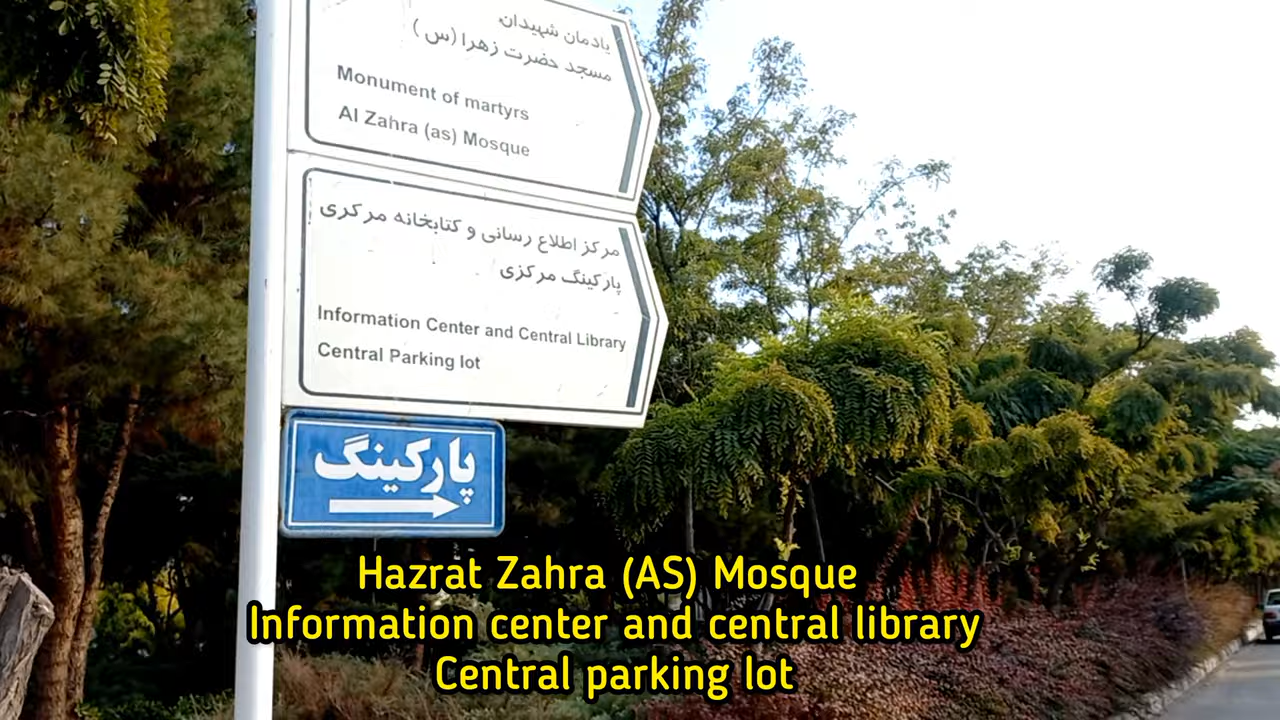 یادمان شهیدان
مسجد حضرت زهرا (س)
Monument of martyrs
Al Zahra (as) Mosque
مرکز اطلاع رسانی و کتابخانه مرکزی
پارکینگ مرکزی
Information Center and Central Library
Central Parking lot
پارکینگ
Hazrat Zahra (AS) Mosque
Information center and central library
Central parking lot